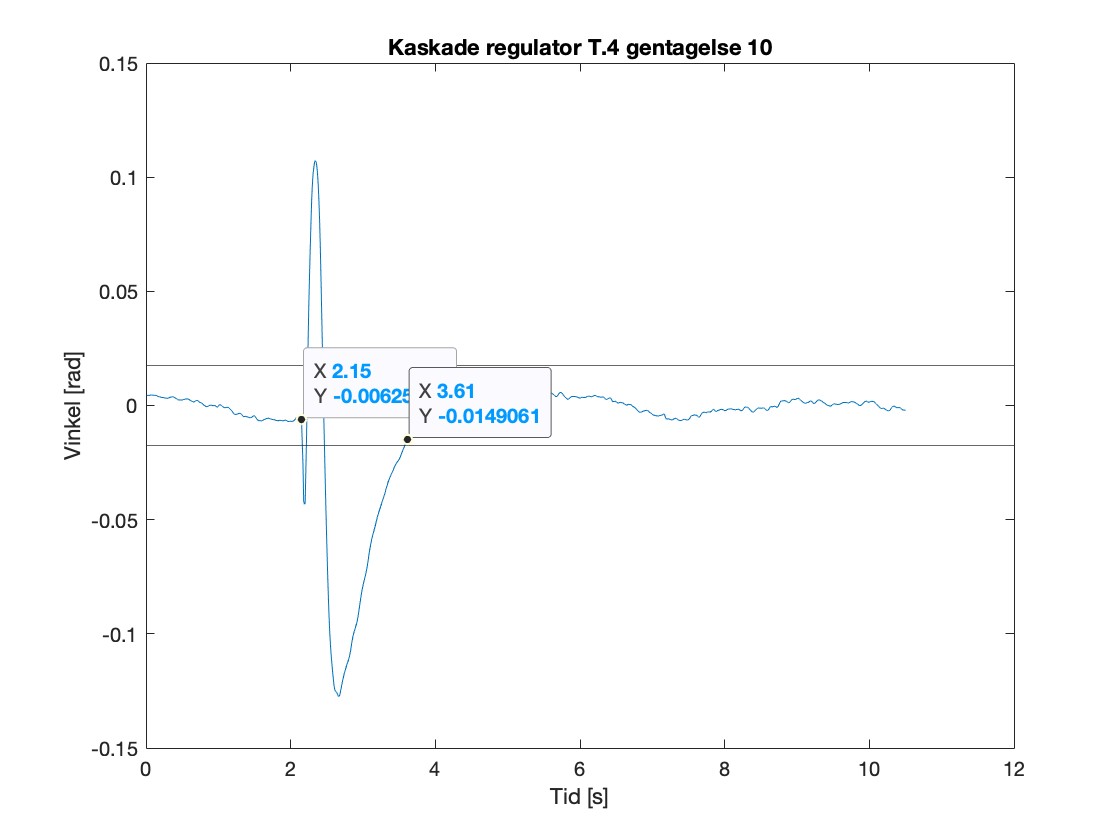 Kaskade regulator T.4 gentagelse 10
0.15
0.1
0.05
0
-0.05
-0.1
-0.15
Vinkel [rad]
X 2.15
Y -0.00625
X 3.61
Y -0.0149061
0 2 4 6 8 10 12
Tid [s]